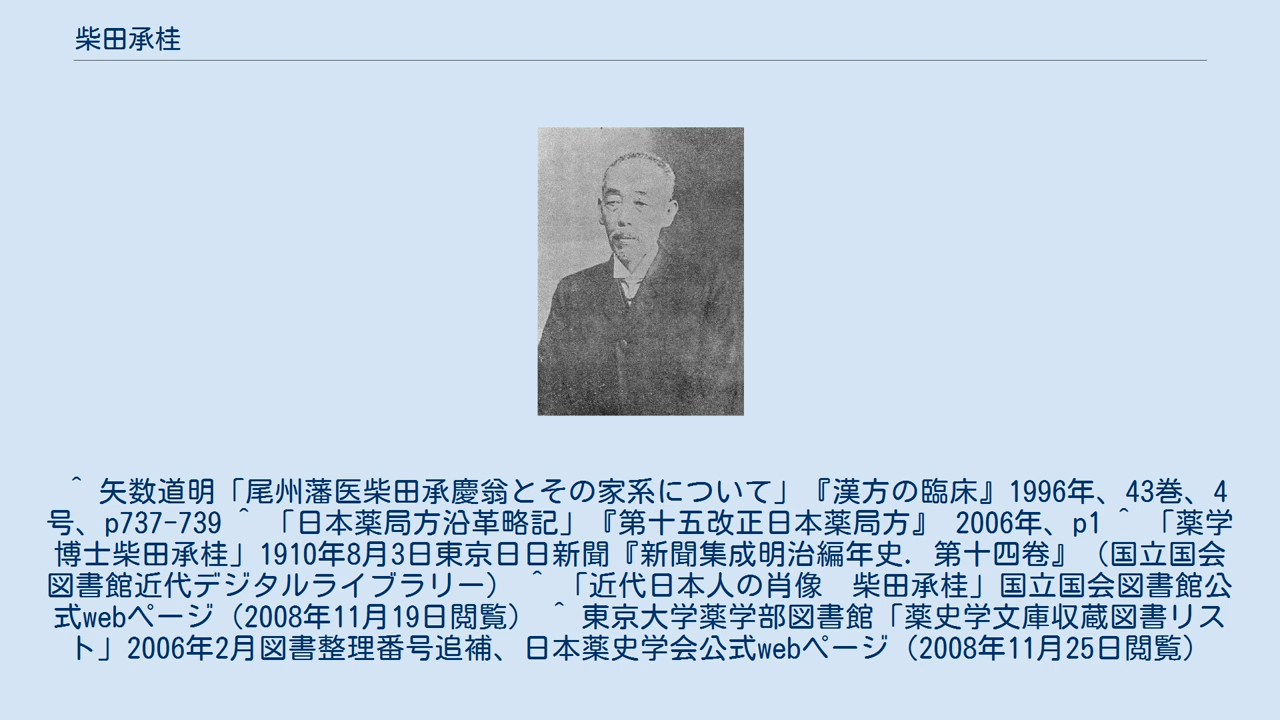 柴田承桂
^ 矢数道明「尾州藩医柴田承慶翁とその家系について」『漢方の臨床』1996年、43巻、4
号、p737-739 ^ 「日本薬局方沿革略記」『第十五改正日本薬局方』 2006年、p1 ^ 「薬学
博士柴田承桂」1910年8月3日東京日日新聞『新聞集成明治編年史. 第十四卷』（国立国会
図書館近代デジタルライブラリー） ^ 「近代日本人の肖像　柴田承桂」国立国会図書館公
式webページ（2008年11月19日閲覧） ^ 東京大学薬学部図書館「薬史学文庫収蔵図書リス
ト」2006年2月図書整理番号追補、日本薬史学会公式webページ（2008年11月25日閲覧）